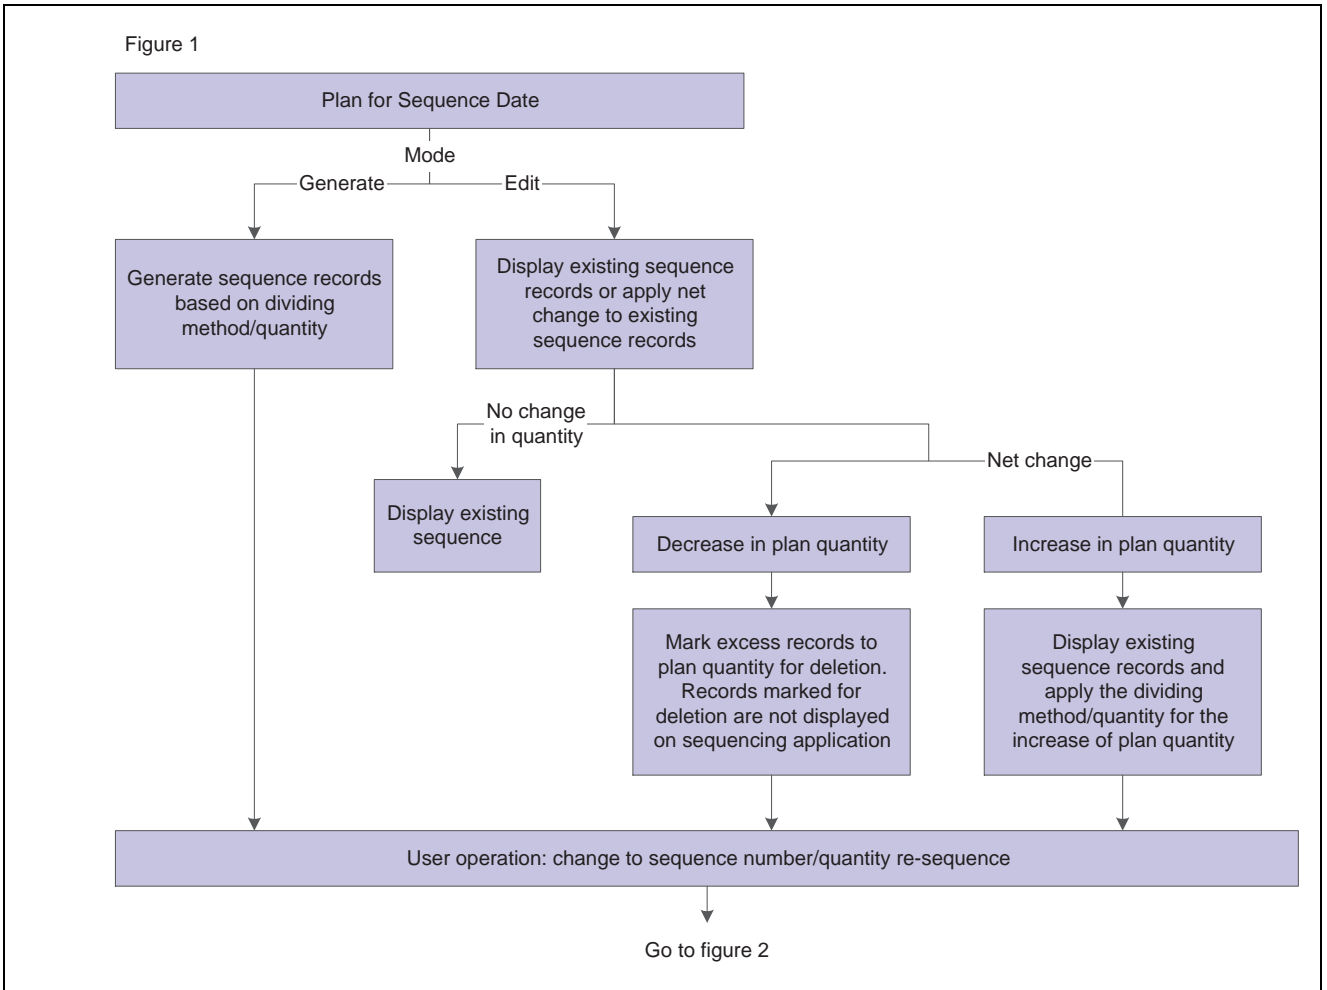 Figure 1
Plan for Sequence Date
Mode
Generate
Edit
Generate sequence records
based on dividing
method/quantity
Display existing sequence
records or apply net
change to existing
sequence records
No change
in quantity
Net change
Display existing
sequence
Decrease in plan quantity
Increase in plan quantity
Mark excess records to
plan quantity for deletion.
Records marked for
deletion are not displayed
on sequencing application
Display existing
sequence records and
apply the dividing
method/quantity for the
increase of plan quantity
User operation: change to sequence number/quantity re-sequence
Go to figure 2